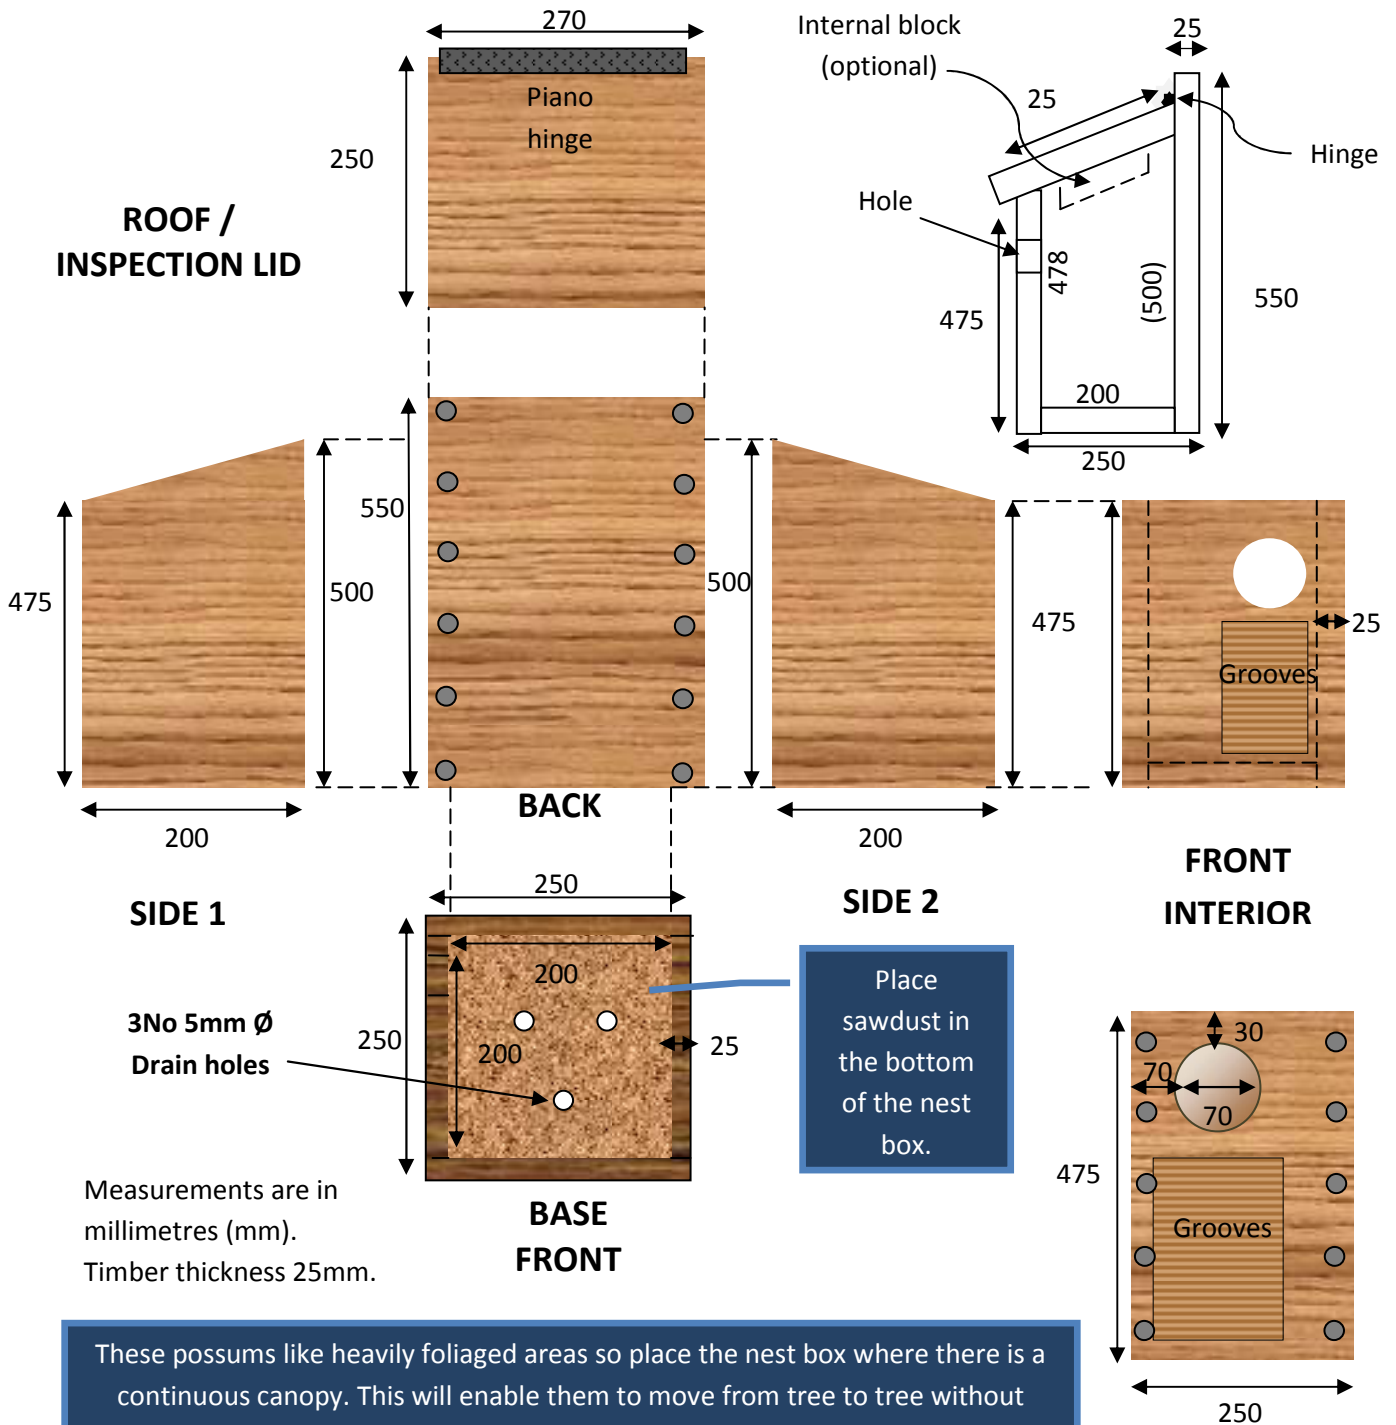 270
Piano
hinge
250
ROOF /
INSPECTION LID
Internal block
(optional)
25
25
Hinge
Hole
475
478
(500)
550
200
250
475
200
SIDE 1
500
550
BACK
500
200
SIDE 2
475
25
Grooves
FRONT
INTERIOR
250
200
250
200
25
3No 5mm Ø
Drain holes
BASE
FRONT
Place
sawdust in
the bottom
of the nest
box.
30
70
70
475
Grooves
250
Measurements are in
millimetres (mm).
Timber thickness 25mm.
These possums like heavily foliaged areas so place the nest box where there is a
continuous canopy. This will enable them to move from tree to tree without